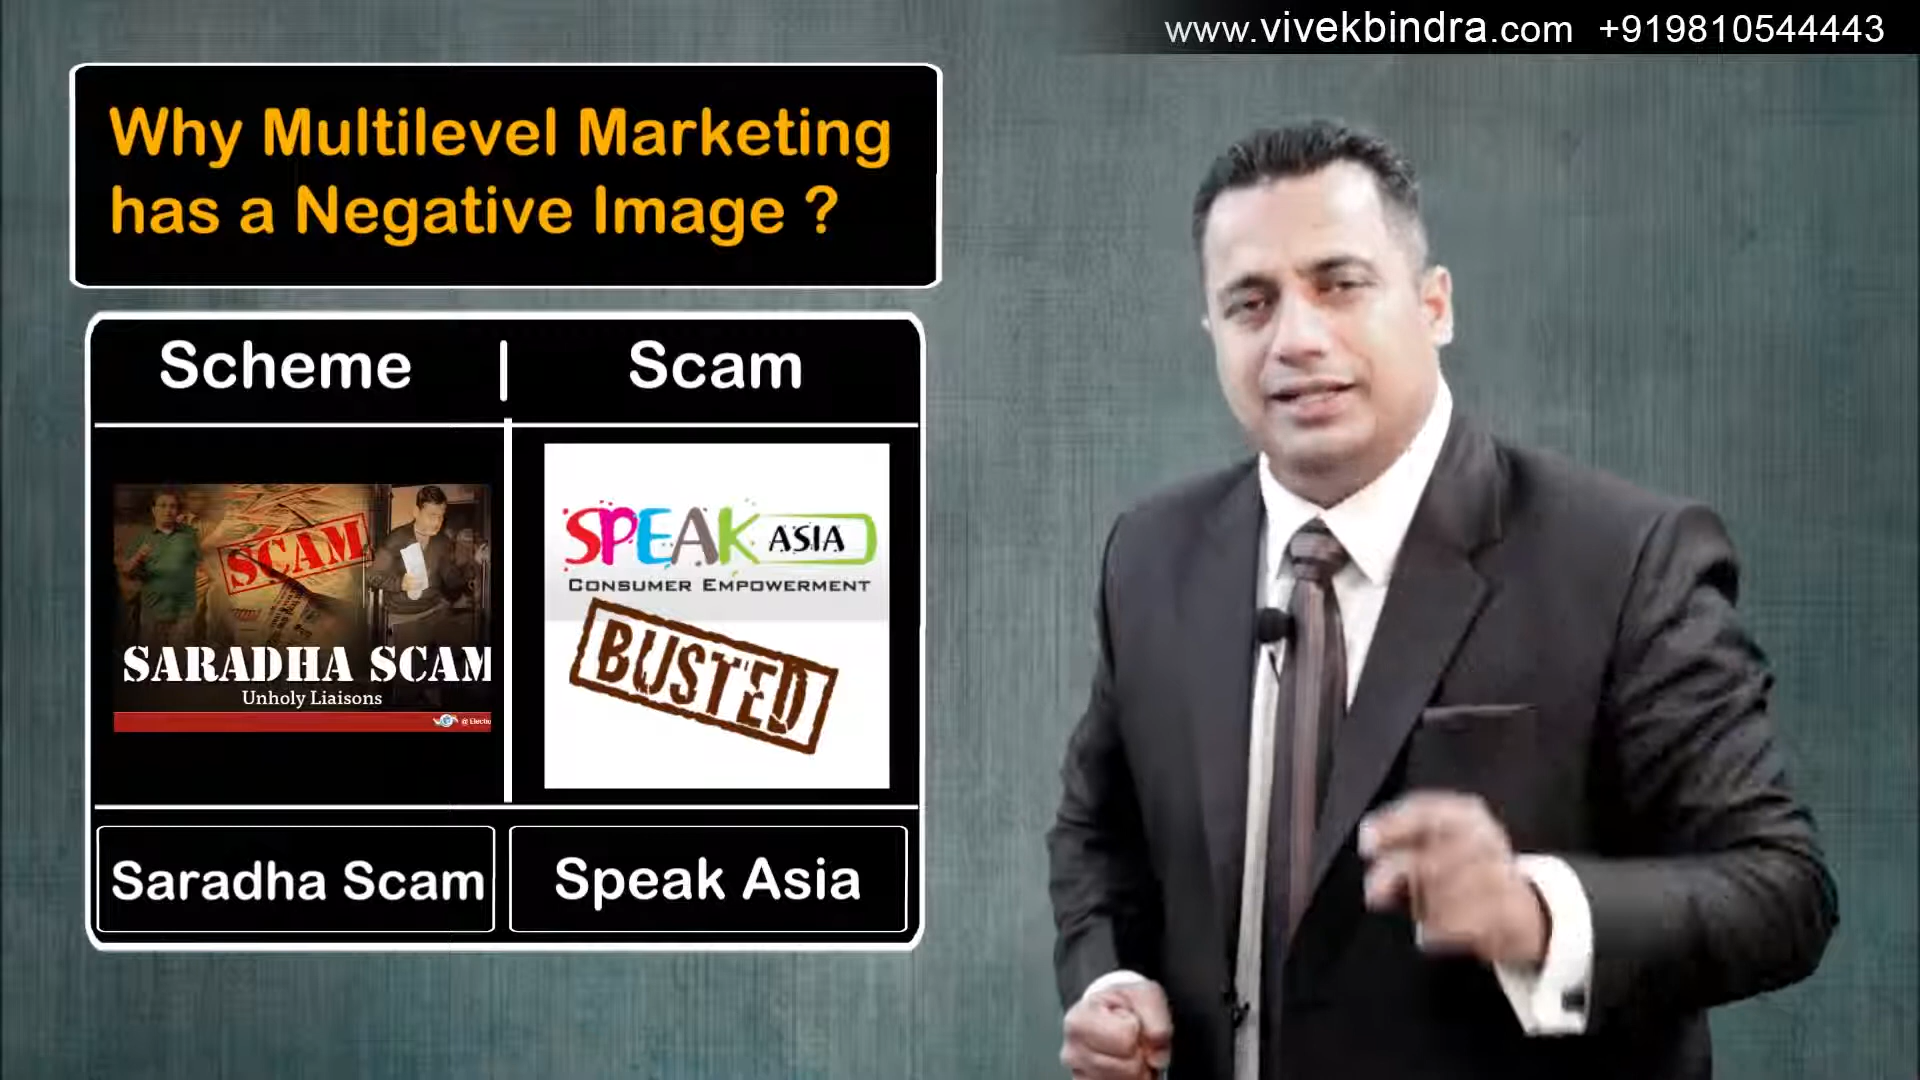 www.vivekbindra.com +919810544443
Why Multilevel Marketing
has a Negative Image ?
Scheme | Scam
SCAM
SARADHA SCAM
Unholy Liaisons
SPEAK ASIA
CONSUMER EMPOWERMENT
BUSTED
Saradha Scam
Speak Asia